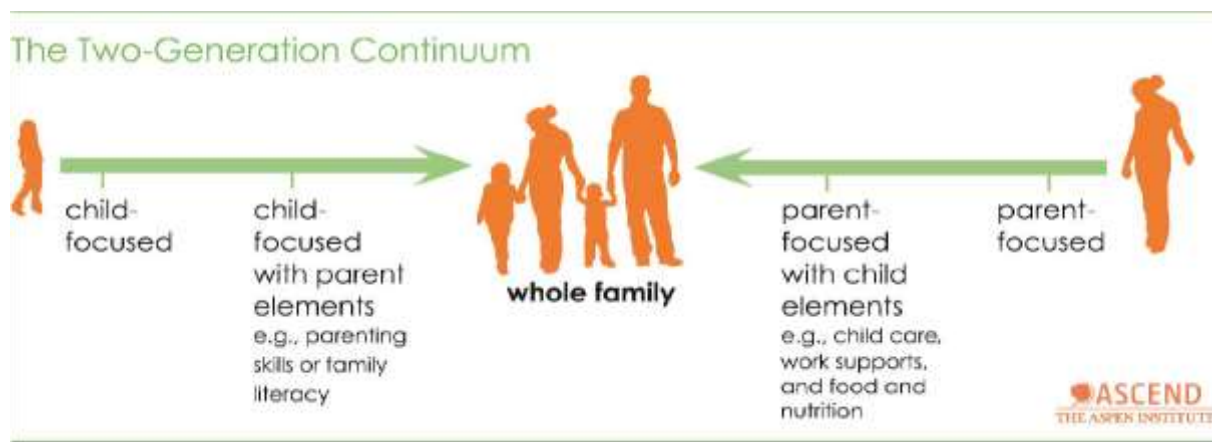 The Two-Generation Continuum
child-
focused
child-
focused
with parent
elements
e.g., parenting
skills or family
literacy
whole family
parent-
focused
with child
elements
e.g., child care,
work supports,
and food and
nutrition
parent-
focused
ASCEND
THE ASPEN INSTITUTE